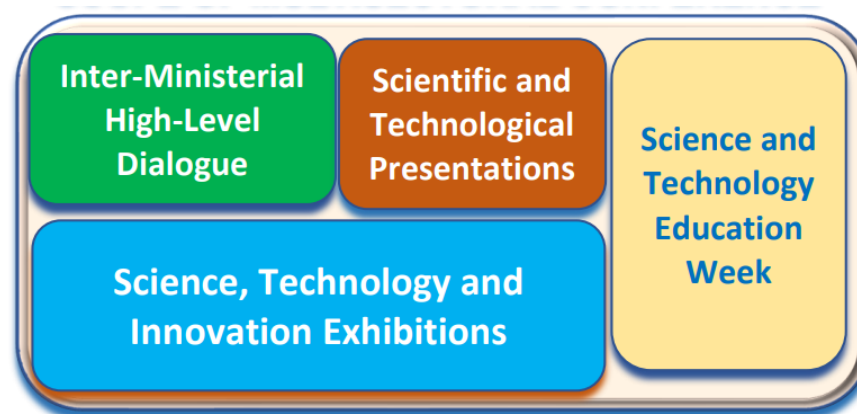 Inter-Ministerial
High-Level
Dialogue
Scientific and
Technological
Presentations
Science and
Technology
Education
Week
Science, Technology and
Innovation Exhibitions